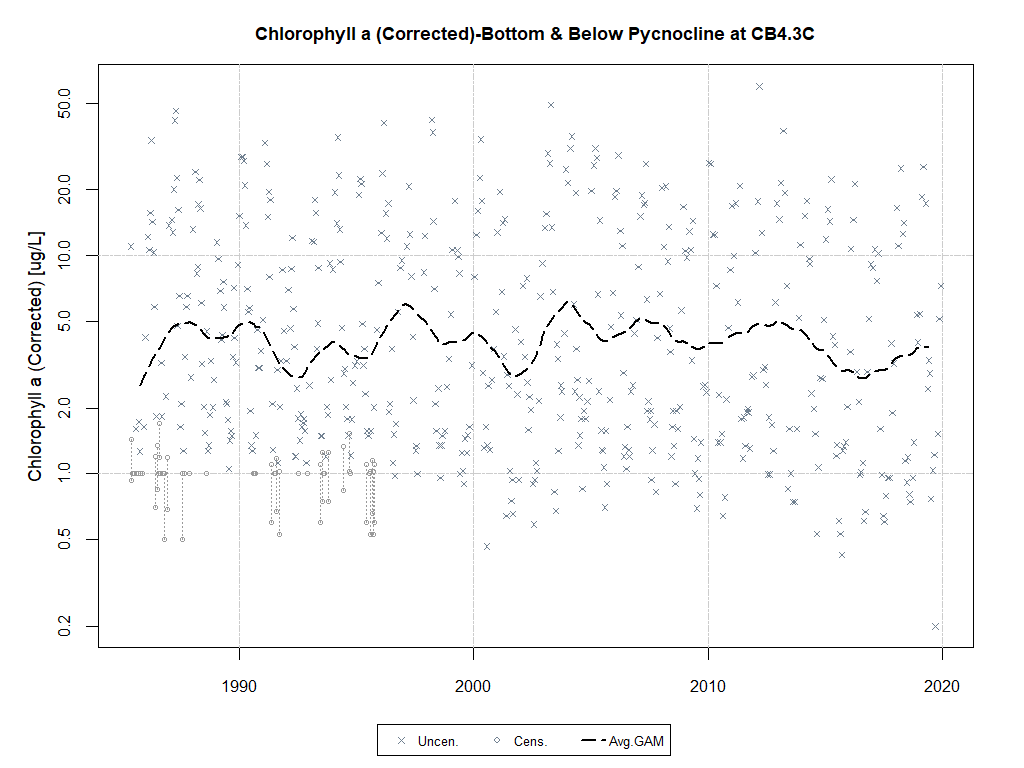 Chlorophyll a (Corrected)-Bottom & Below Pycnocline at CB4.3C
Chlorophyll a (Corrected) [ug/L]
50.0
20.0
10.0
5.0
2.0
1.0
0.5
0.2
1990 2000 2010 2020
Uncen. Cens. Avg.GAM